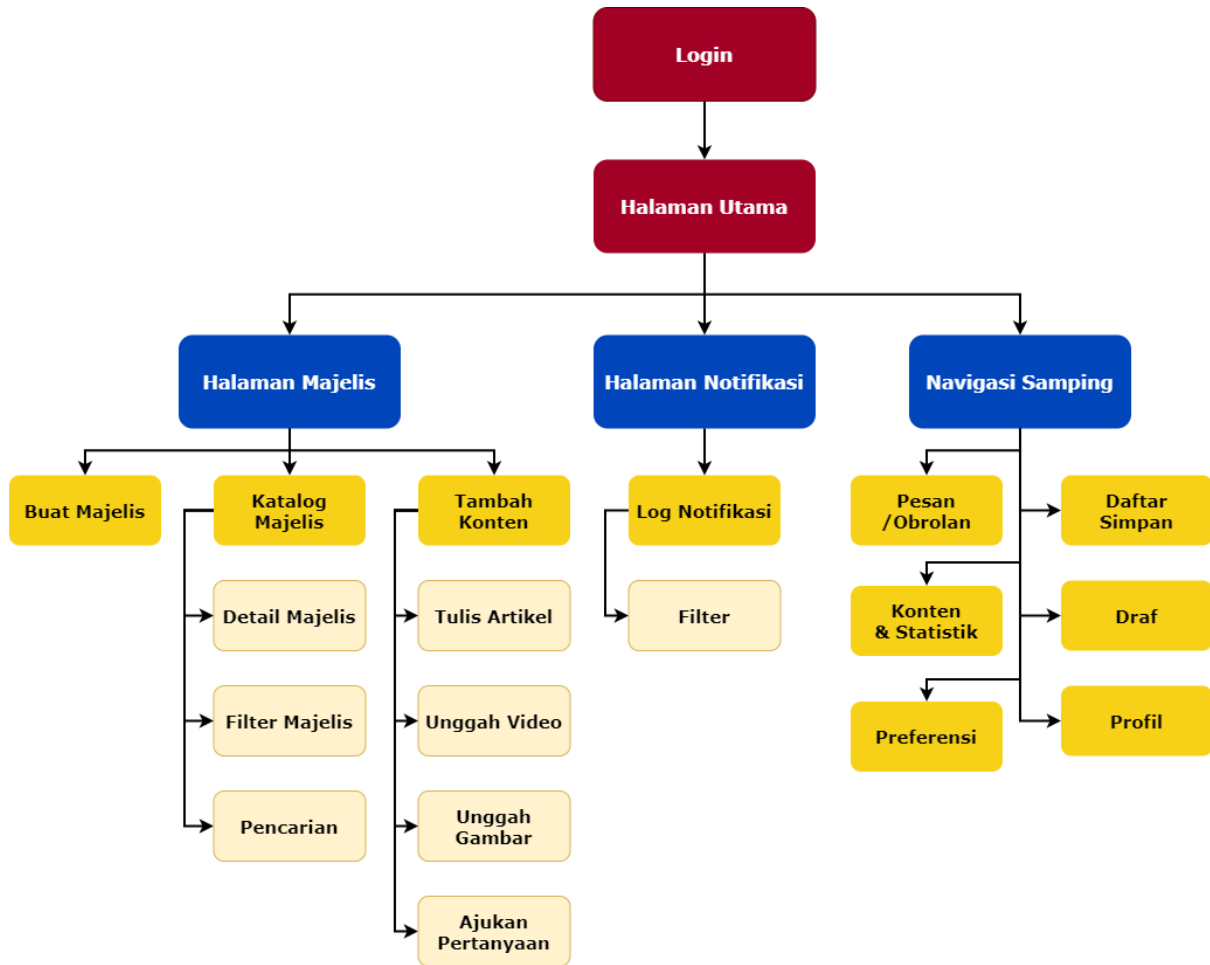 Login
Halaman Utama
Halaman Majelis
Halaman Notifikasi
Navigasi Samping
Buat Majelis
Katalog
Majelis
Tambah
Konten
Log Notifikasi
Pesan
/Obrolan
Daftar
Simpan
Detail Majelis
Tulis Artikel
Filter
Konten
& Statistik
Draf
Filter Majelis
Unggah Video
Preferensi
Profil
Pencarian
Unggah
Gambar
Ajukan
Pertanyaan